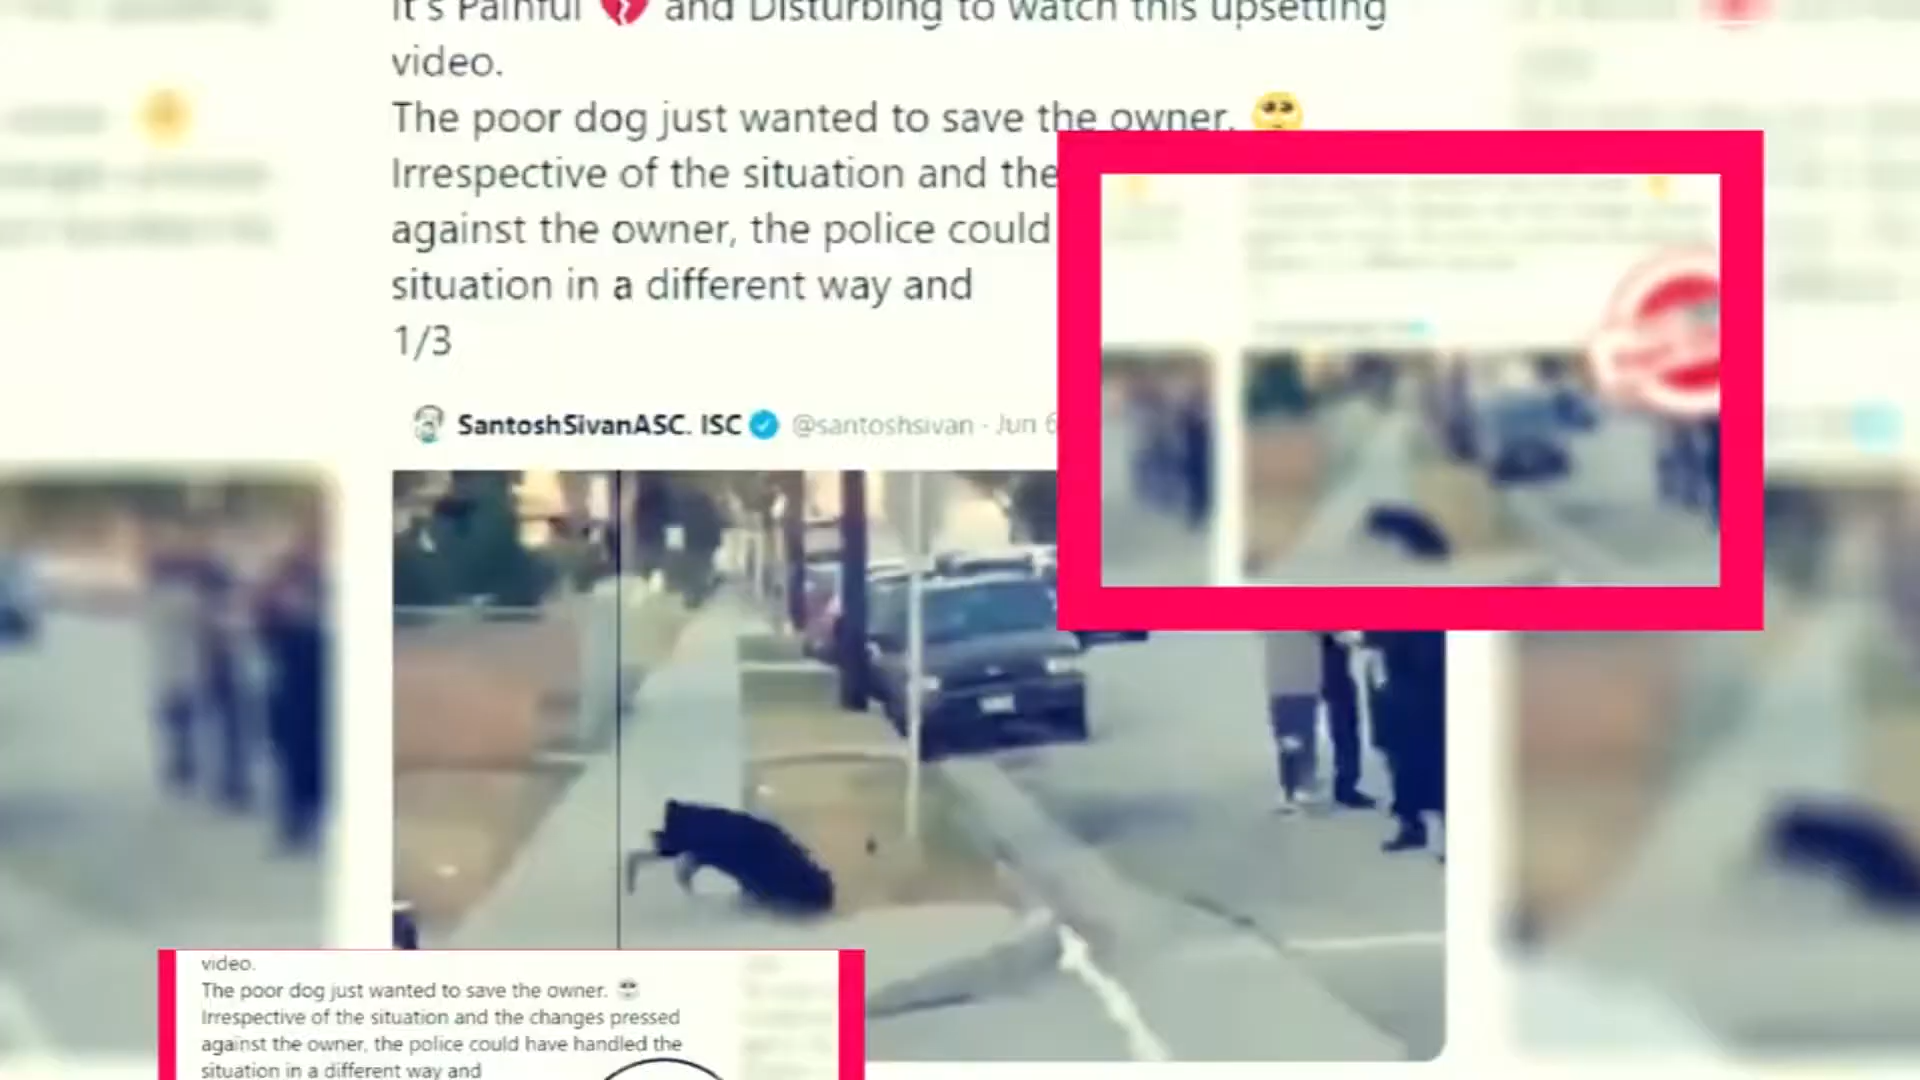 It's Painful 💔 and Disturbing to watch this upsetting
video.
The poor dog just wanted to save the owner. 🥺
Irrespective of the situation and the
against the owner, the police could
situation in a different way and
1/3
SantoshSivanASC. ISC @santoshsivan · Jun 6
video.
The poor dog just wanted to save the owner. 🥺
Irrespective of the situation and the changes pressed
against the owner, the police could have handled the
situation in a different way and